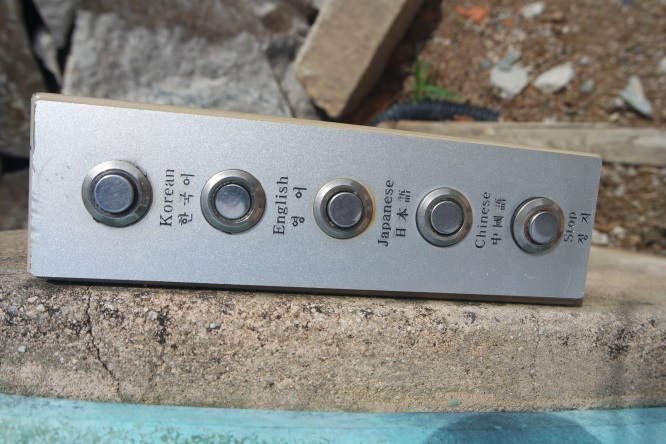 Korean
한국어
English
영 어
Japanese
日本語
Chinese
中國語
Stop
정 지